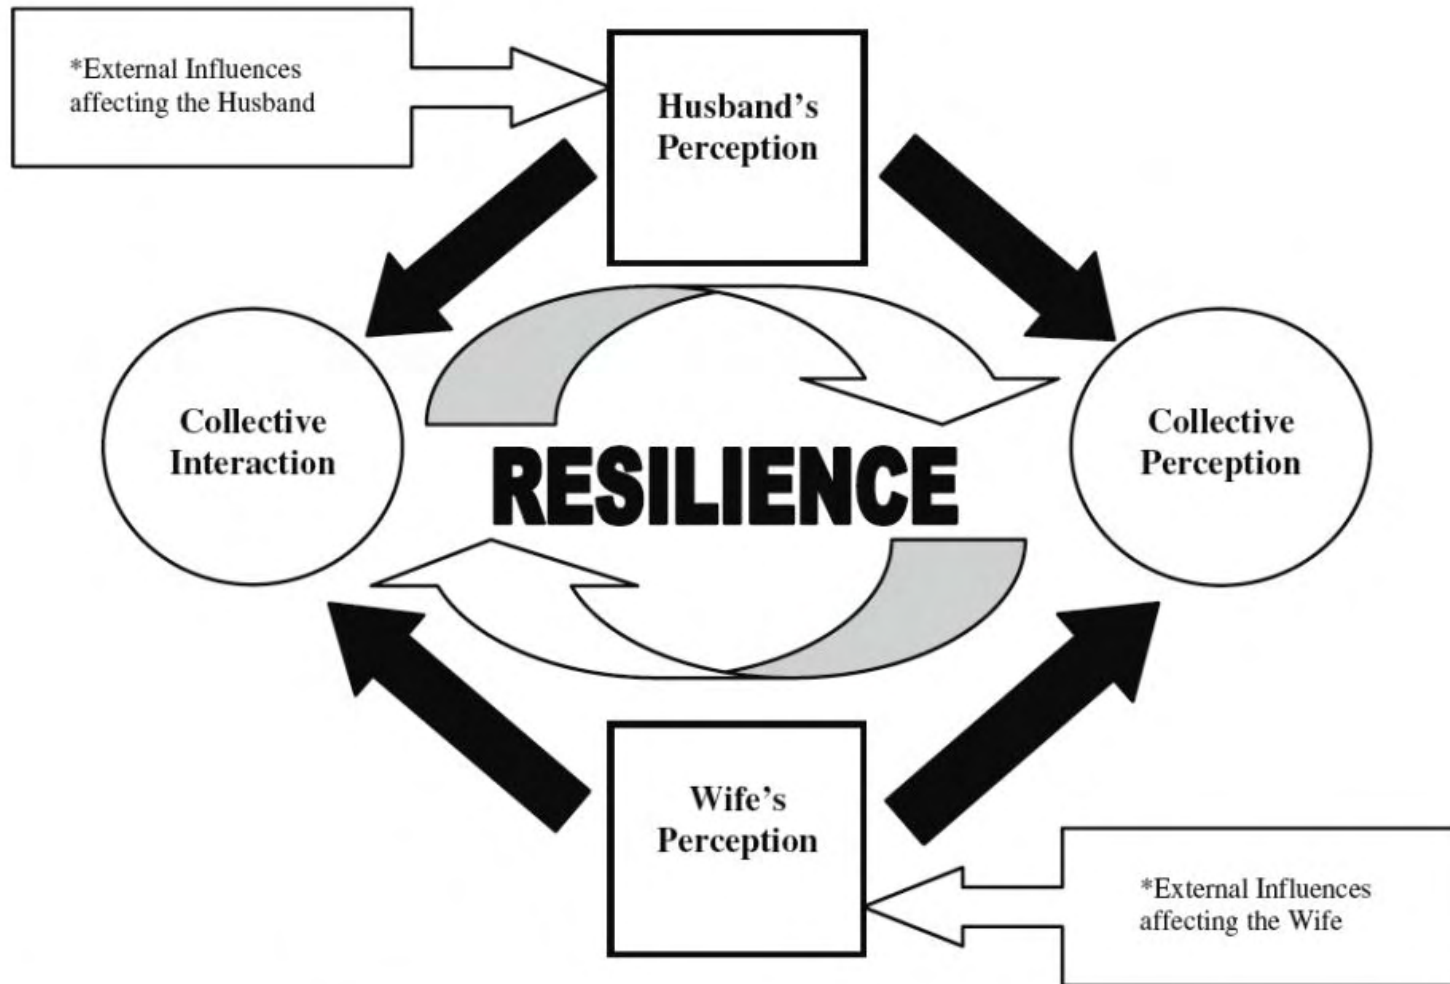 *External Influences
affecting the Husband
Husband’s
Perception
Collective
Interaction
RESILIENCE
Collective
Perception
Wife’s
Perception
*External Influences
affecting the Wife